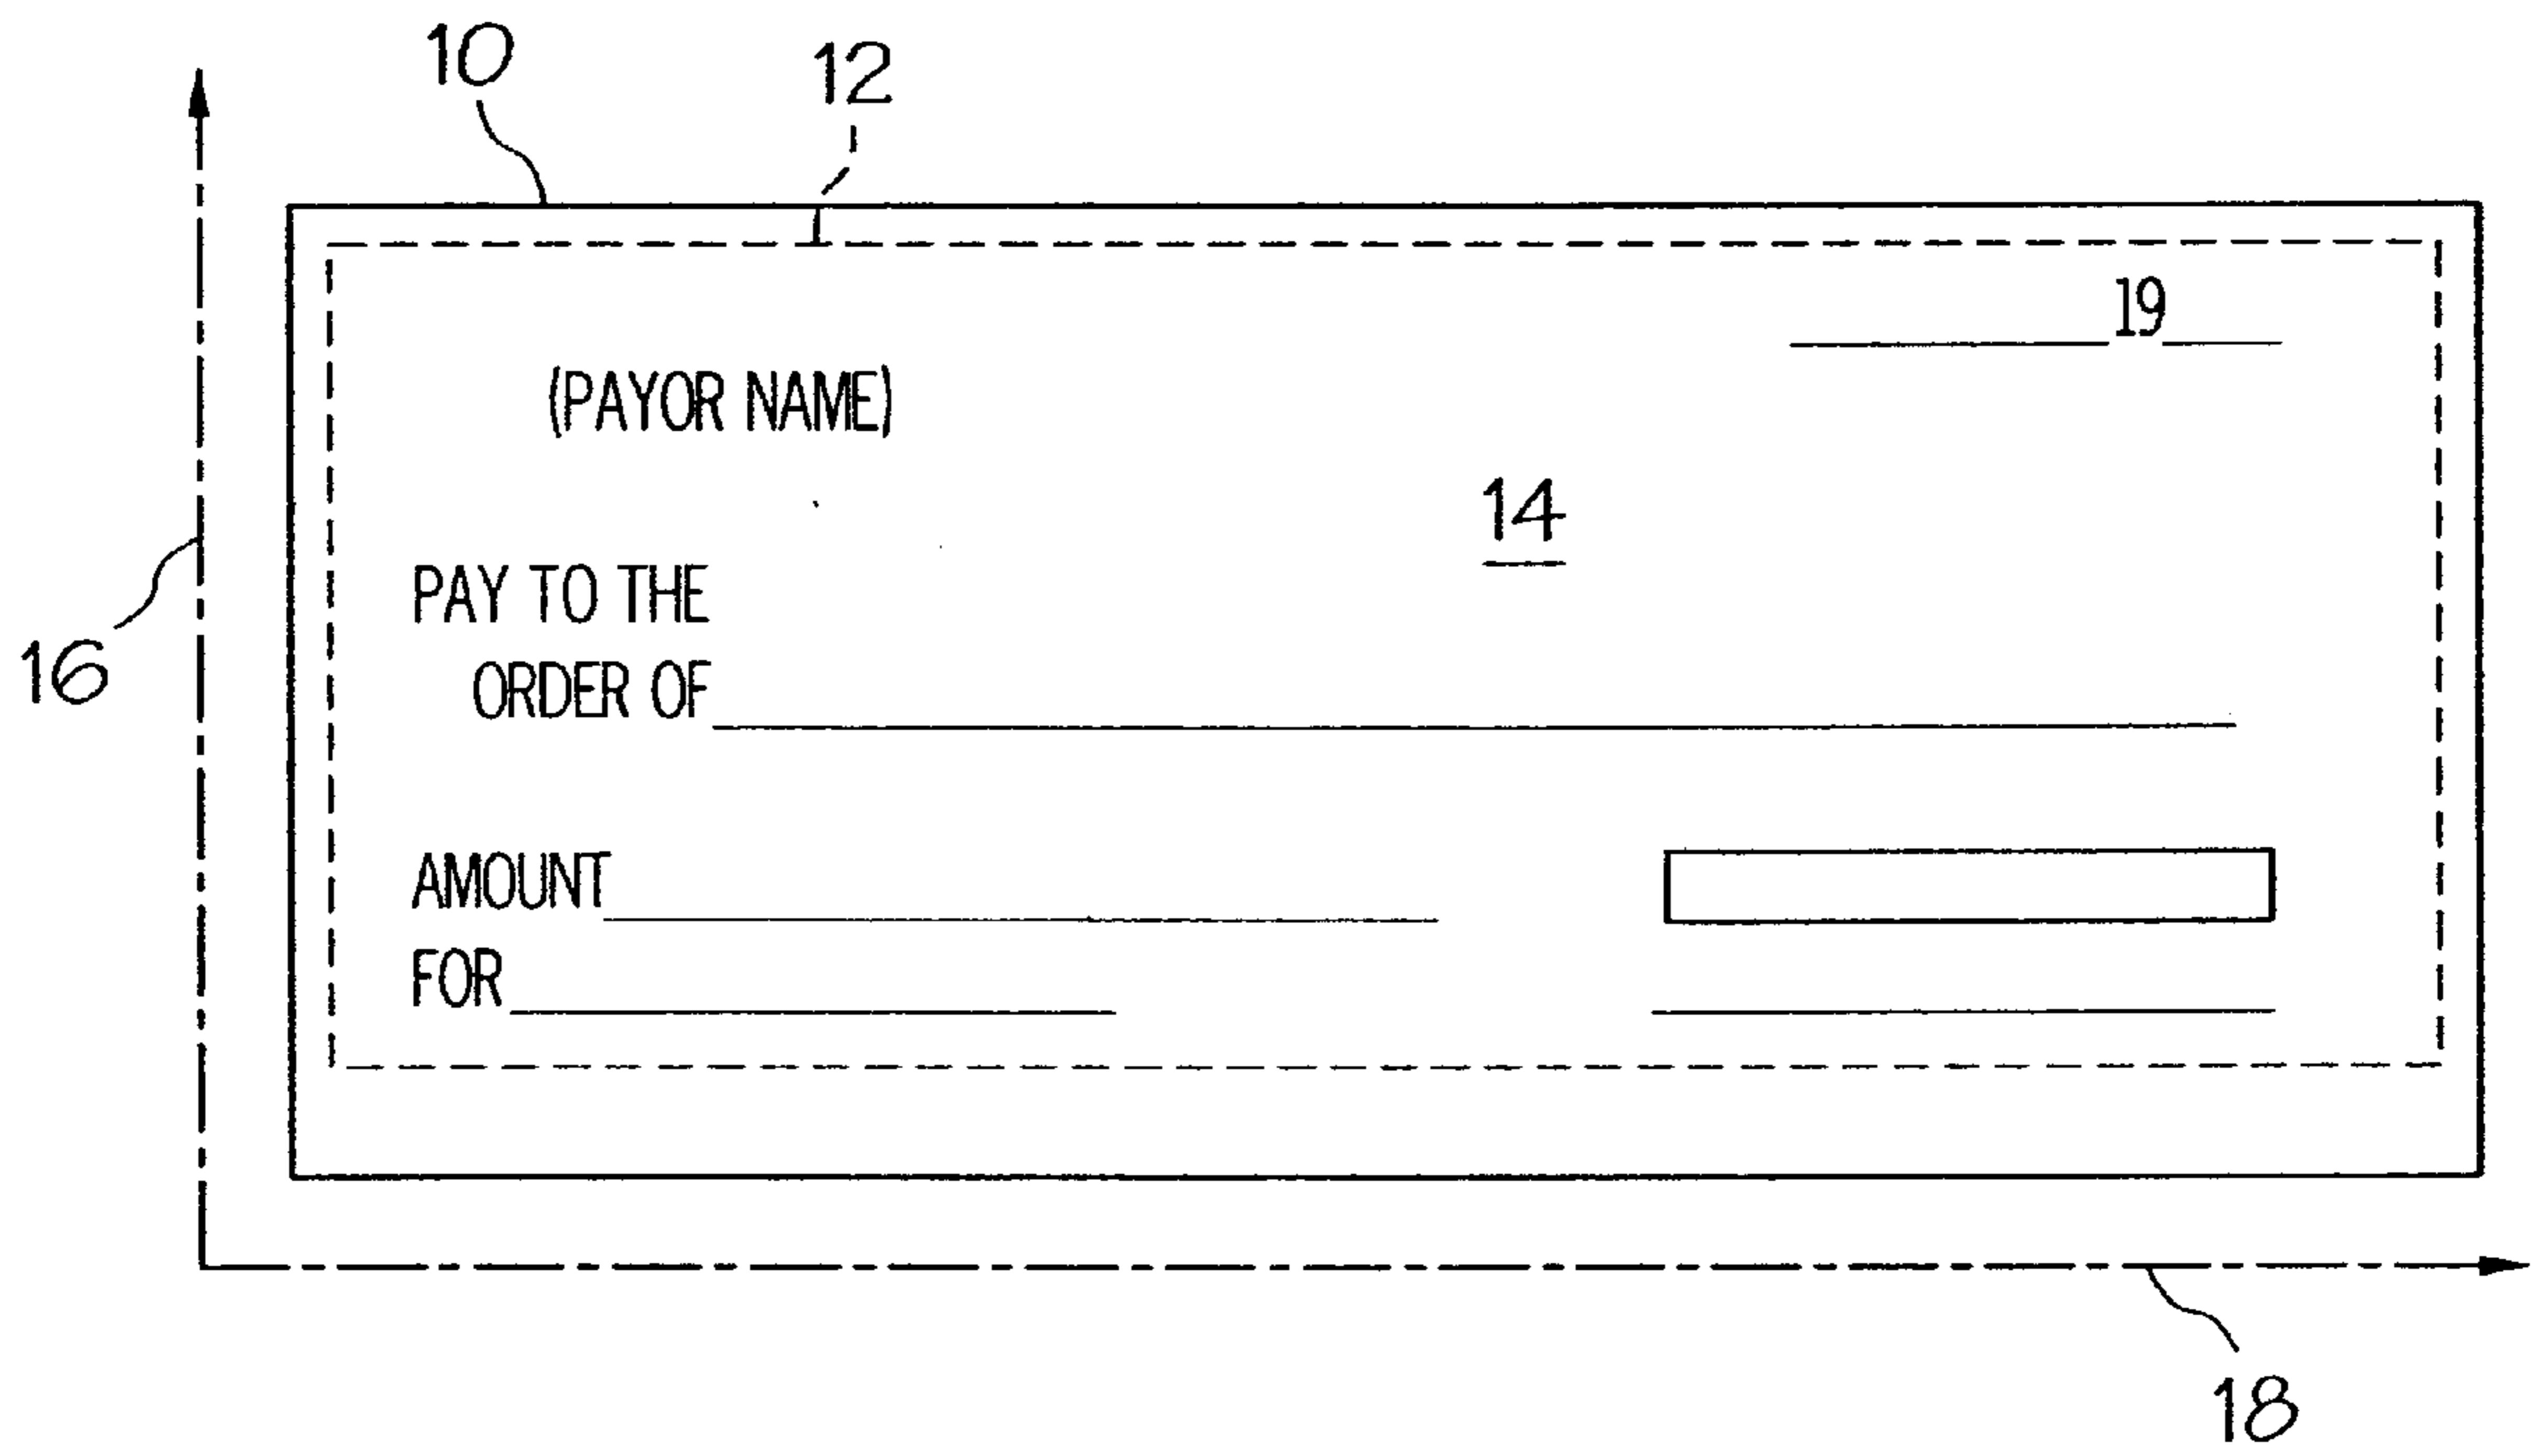 10
12
19
(PAYOR NAME)
14
PAY TO THE
ORDER OF
16
AMOUNT
FOR
18